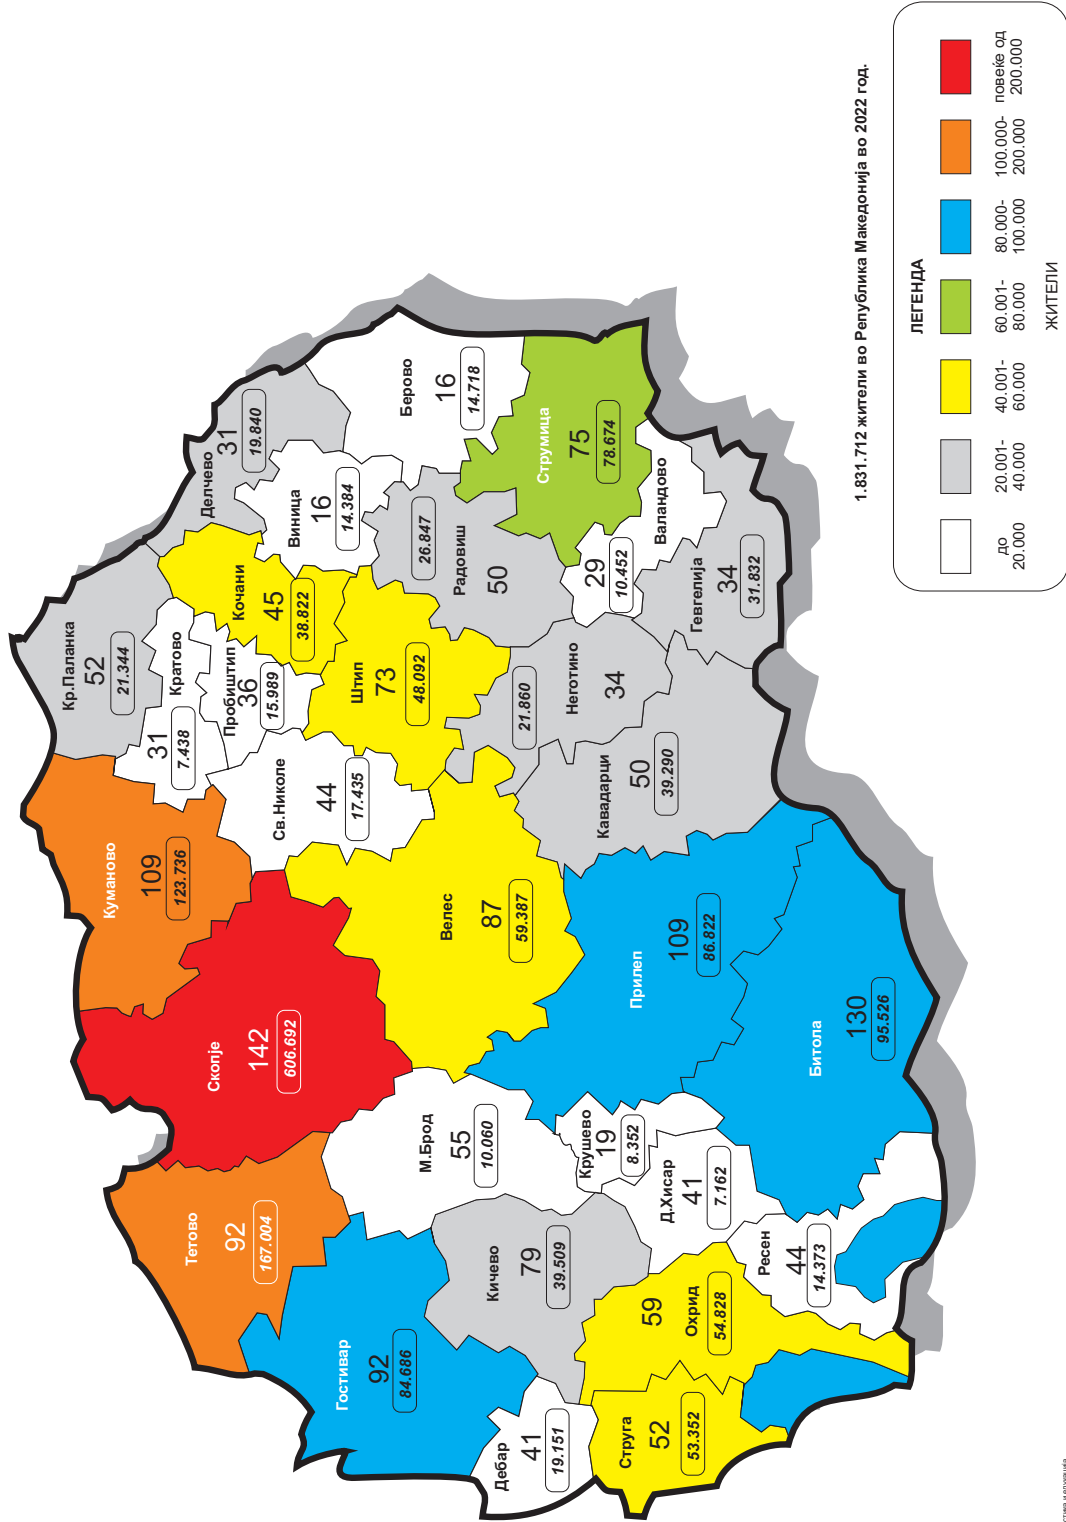 Тетово
92
167.004
Скопје
142
606.692
Куманово
109
123.736
Кр.Паланка
52
21.344
Кратово
31
7.438
Пробиштип
36
15.989
Кочани
45
38.822
Делчево
31
19.840
Виница
16
14.384
Берово
16
14.718
Гостивар
92
84.686
М.Брод
55
10.060
Велес
87
59.387
Св.Николе
44
17.435
Штип
73
48.092
26.847
Радовиш
50
Струмица
75
78.674
Дебар
41
19.151
Кичево
79
39.509
Крушево
19
8.352
Прилеп
109
86.822
Кавадарци
50
39.290
21.860
Неготино
34
29
10.452
Валандово
Гевгелија
34
31.832
Струга
52
53.352
59
Охрид
54.828
Д.Хисар
41
7.162
Ресен
44
14.373
Битола
130
95.526
1.831.712 жители во Република Македонија во 2022 год.
ЛЕГЕНДА
до
20.000
20.001-
40.000
40.001-
60.000
60.001-
80.000
80.000-
100.000
100.000-
200.000
повеќе од
200.000
ЖИТЕЛИ